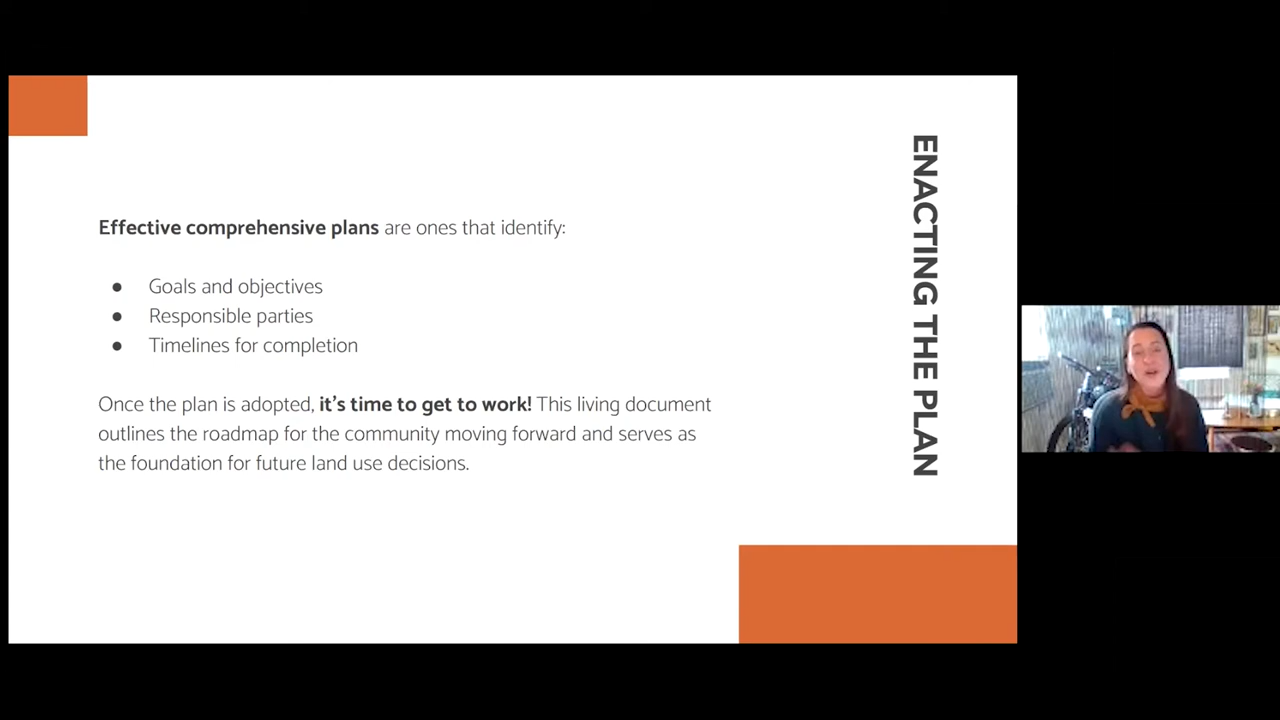 Effective comprehensive plans are ones that identify:
● Goals and objectives
● Responsible parties
● Timelines for completion
Once the plan is adopted, it's time to get to work! This living document
outlines the roadmap for the community moving forward and serves as
the foundation for future land use decisions.
ENACTING THE PLAN